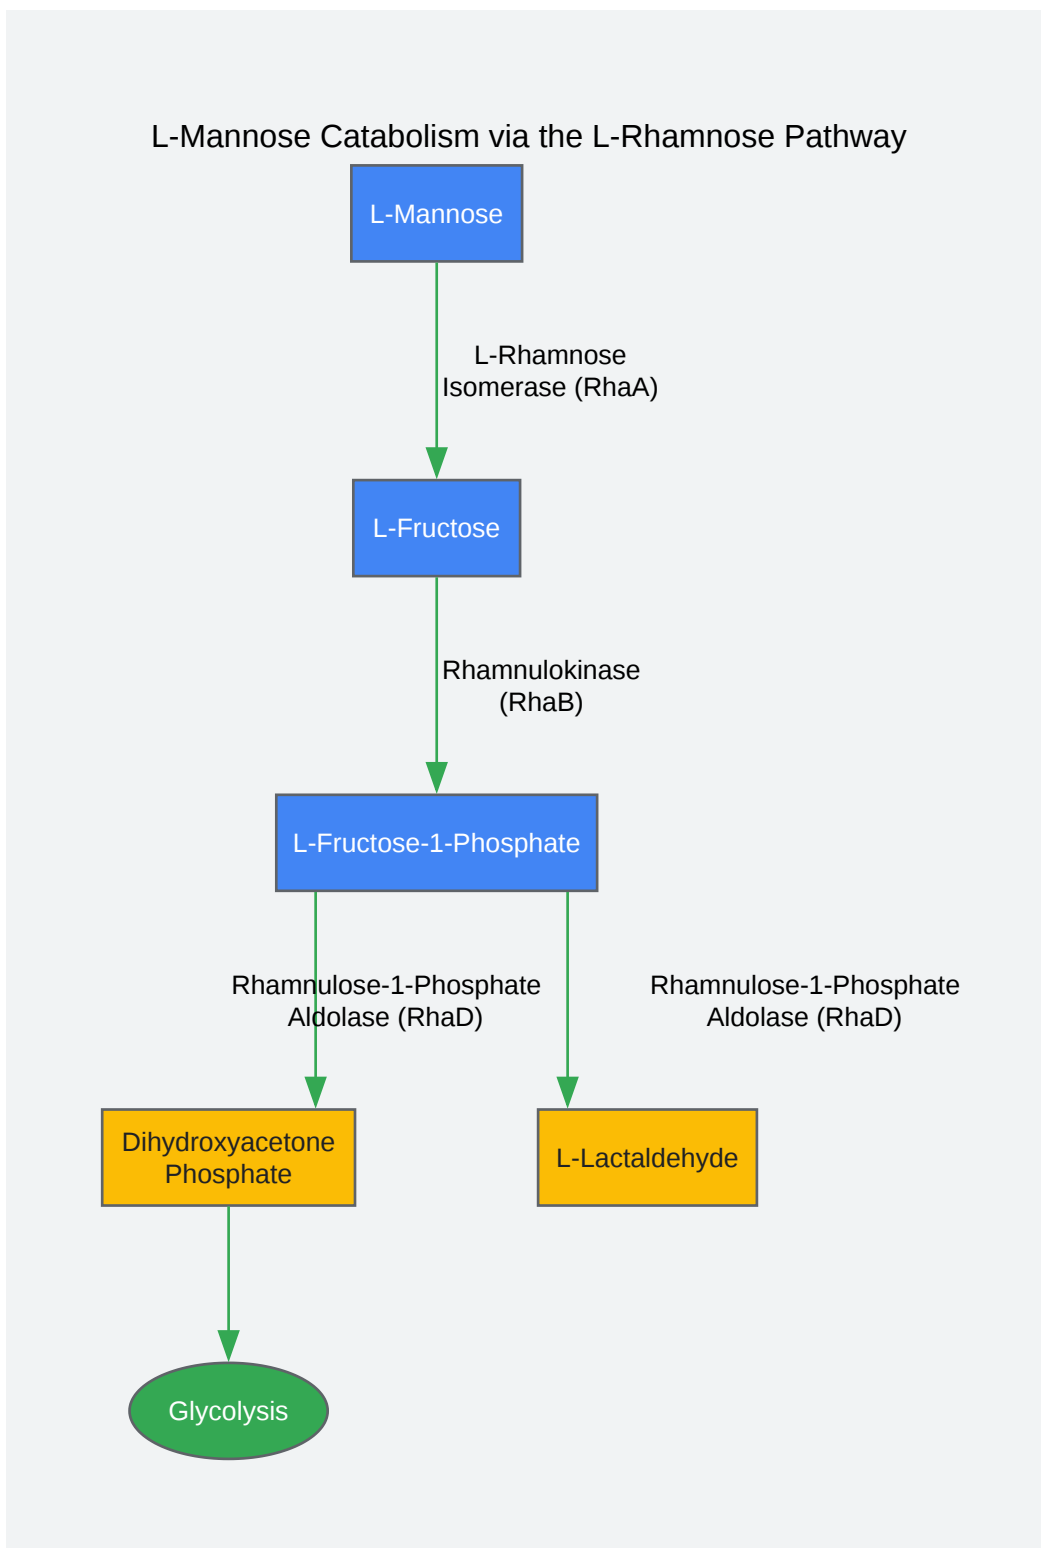 L-Mannose Catabolism via the L-Rhamnose Pathway
L-Mannose
L-Rhamnose
Isomerase (RhaA)
L-Fructose
Rhamnulokinase
(RhaB)
L-Fructose-1-Phosphate
Rhamnulose-1-Phosphate
Aldolase (RhaD)
Rhamnulose-1-Phosphate
Aldolase (RhaD)
Dihydroxyacetone
Phosphate
L-Lactaldehyde
Glycolysis